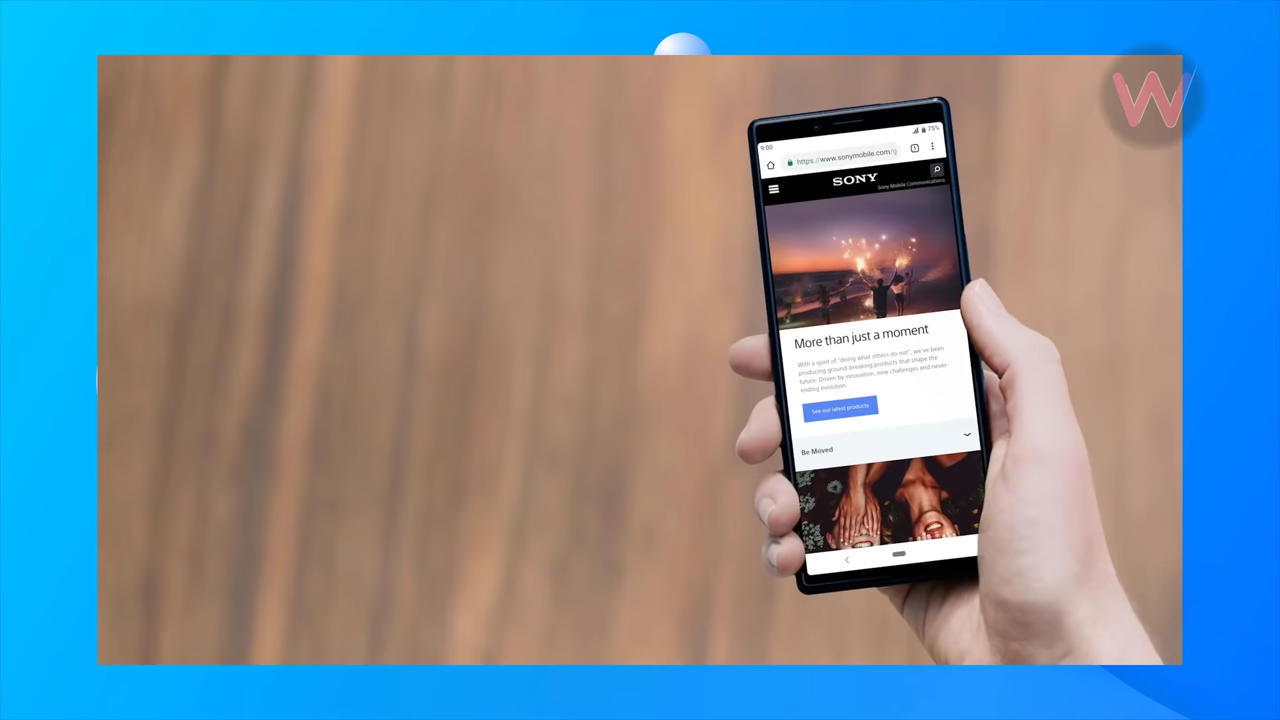 W
9:00
75%
https://www.sonymobile.com/g
1
SONY
Sony Mobile Communications
More than just a moment
With a spirit of "doing what others do not", we've been
producing ground-breaking products that shape the
future. Driven by innovation, new challenges and never-
ending evolution.
See our latest products
Be Moved